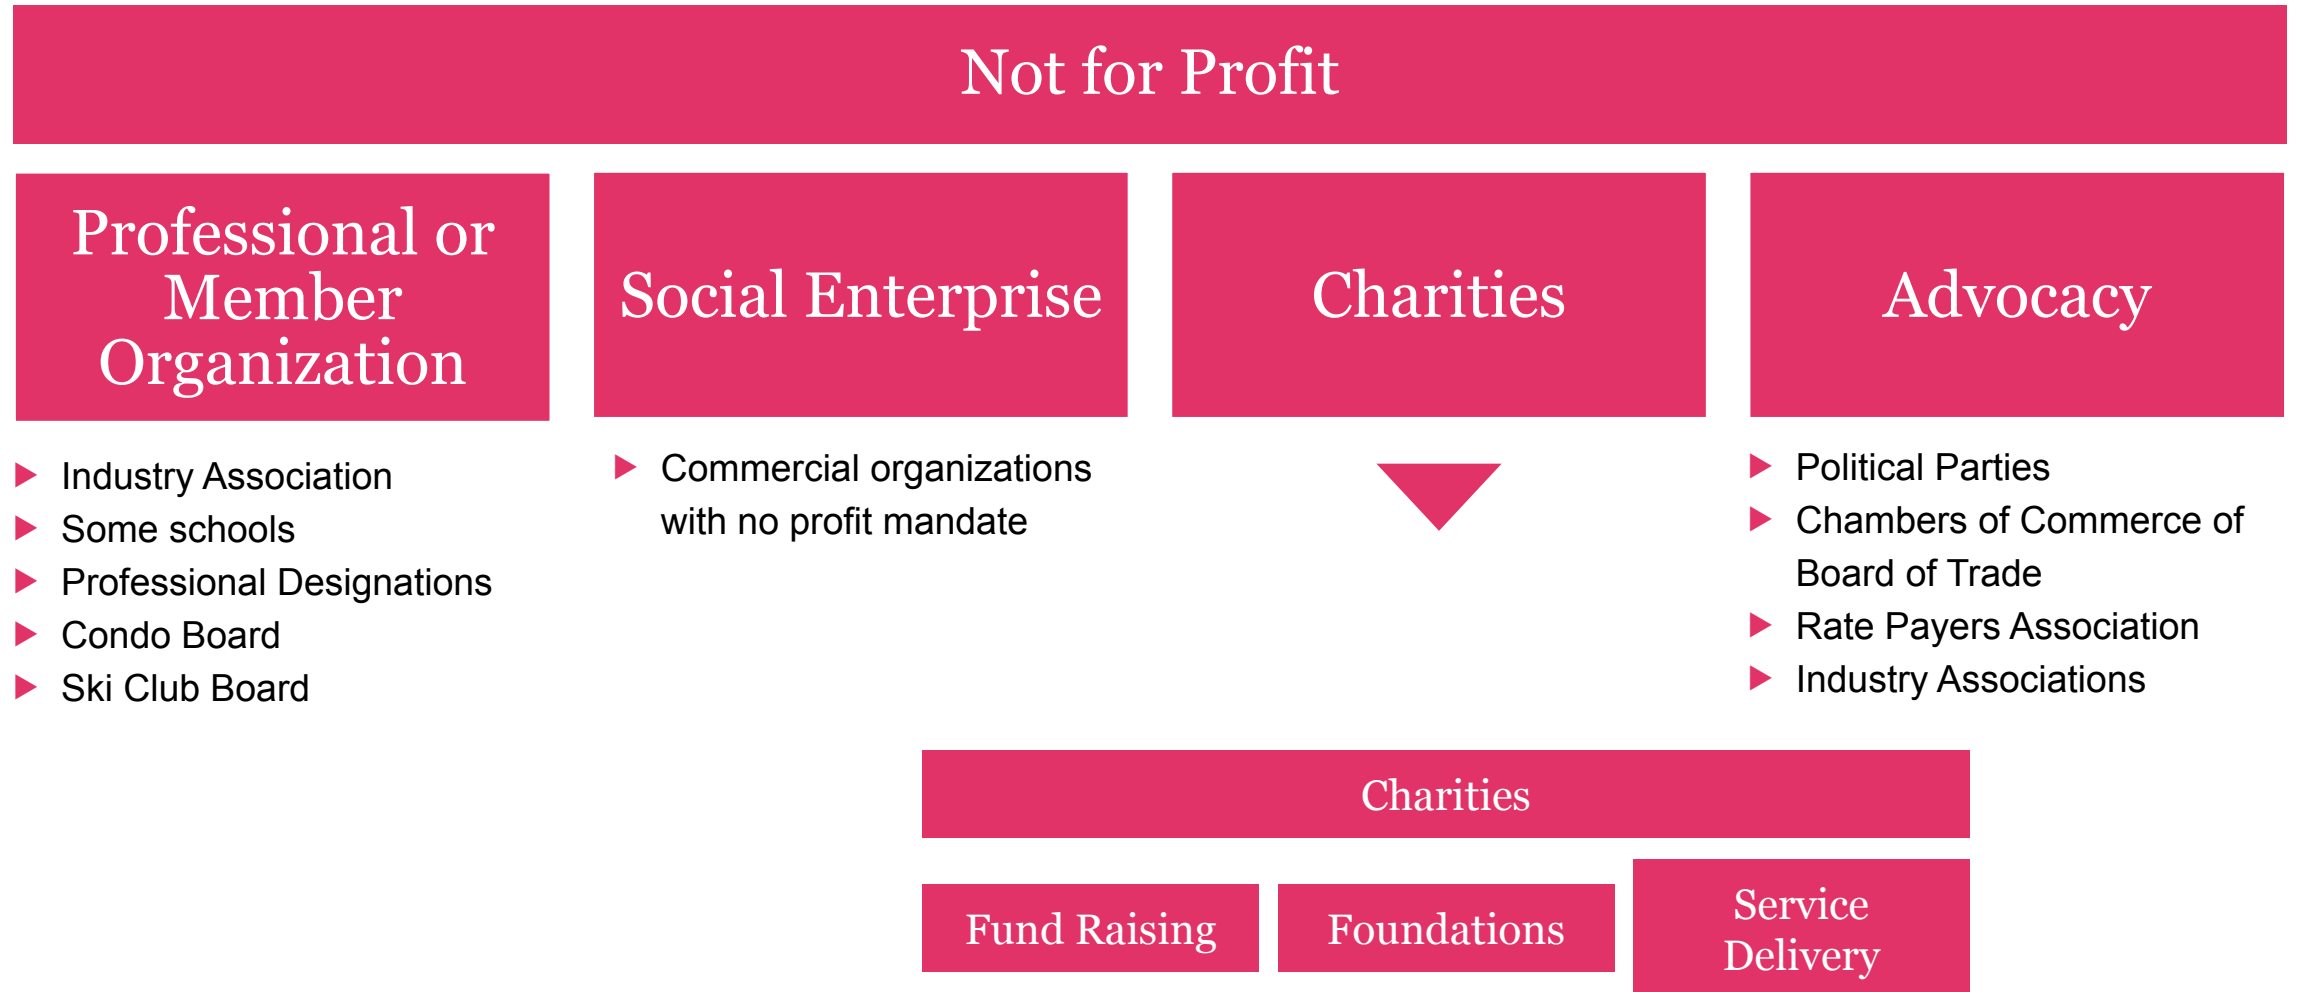 Not for Profit
Professional or
Member
Organization
Industry Association
Some schools
Professional Designations
Condo Board
Ski Club Board
Social Enterprise
Commercial organizations
with no profit mandate
Charities
Advocacy
Political Parties
Chambers of Commerce of
Board of Trade
Rate Payers Association
Industry Associations
Charities
Fund Raising
Foundations
Service
Delivery